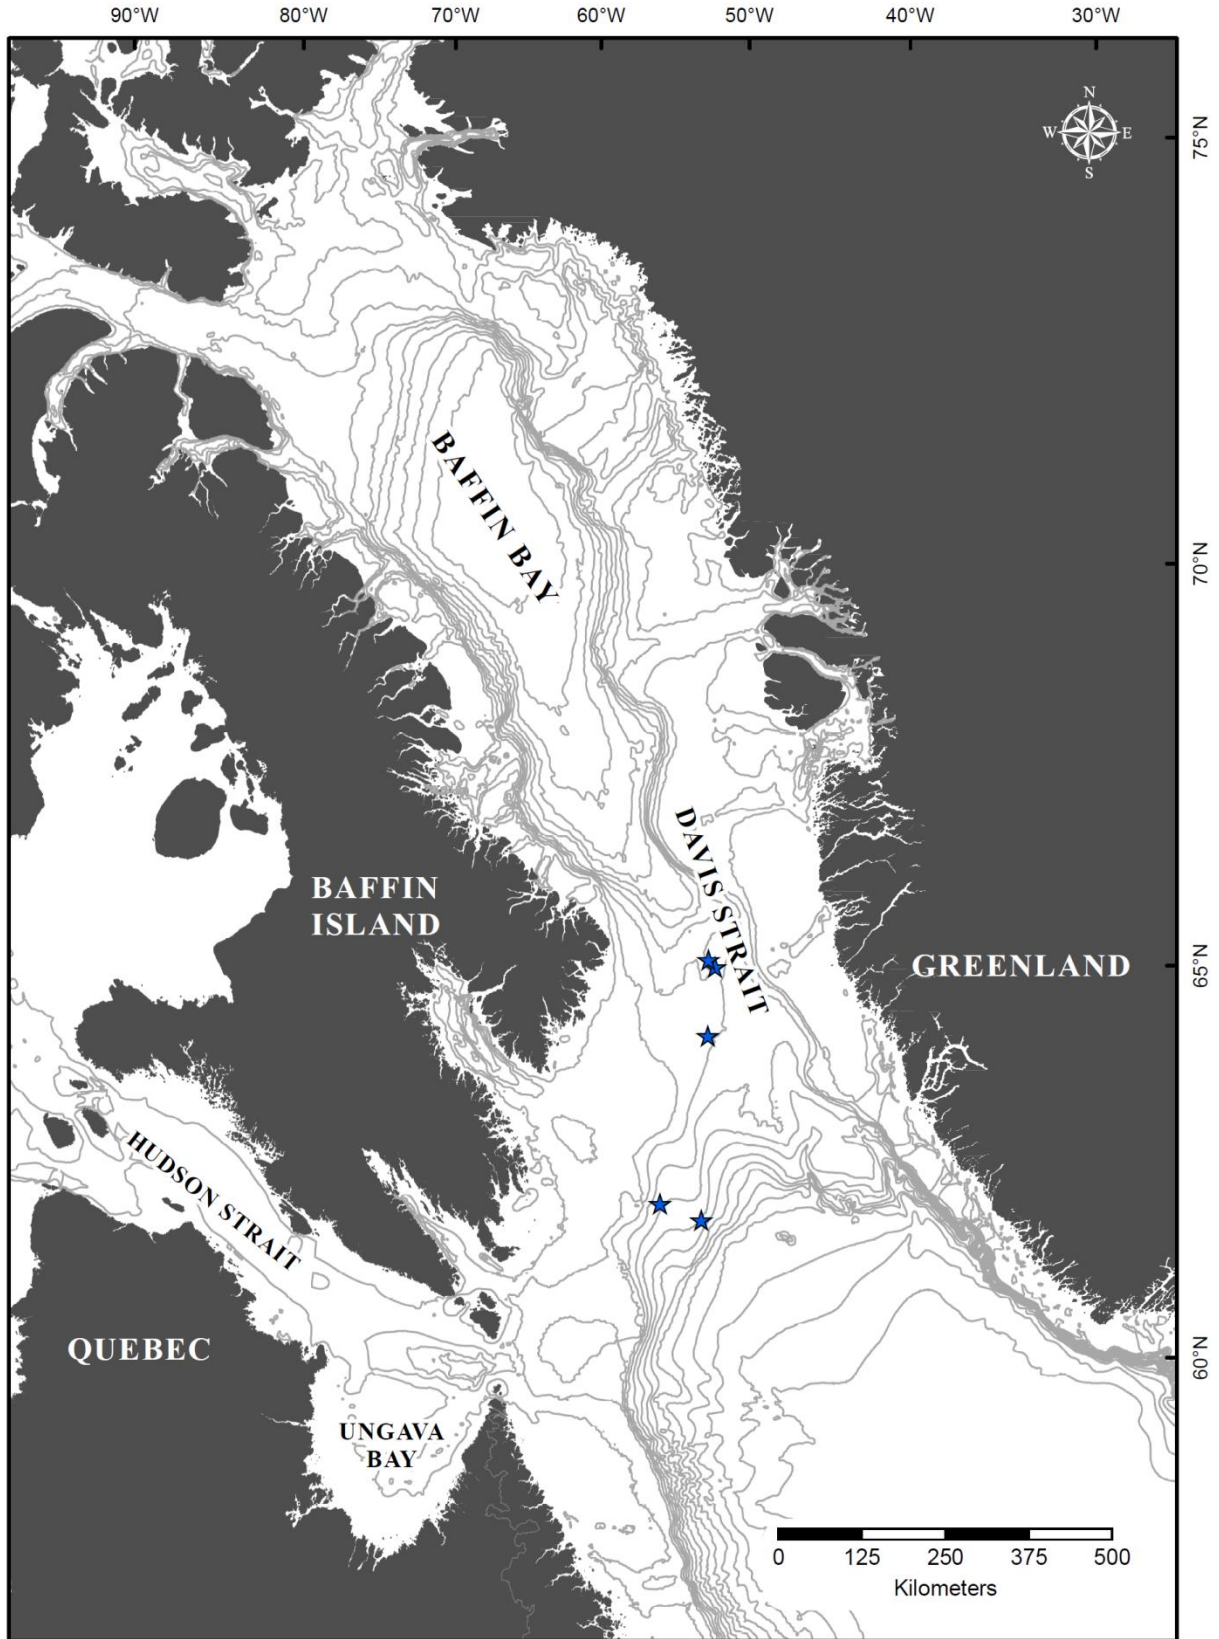 90°W 80°W 70°W 60°W 50°W 40°W 30°W
N
W E
S
75°N
BAFFIN BAY
70°N
DAVIS STRAIT
BAFFIN
ISLAND
GREENLAND
65°N
HUDSON STRAIT
QUEBEC
60°N
UNGAVA
BAY
0 125 250 375 500
Kilometers